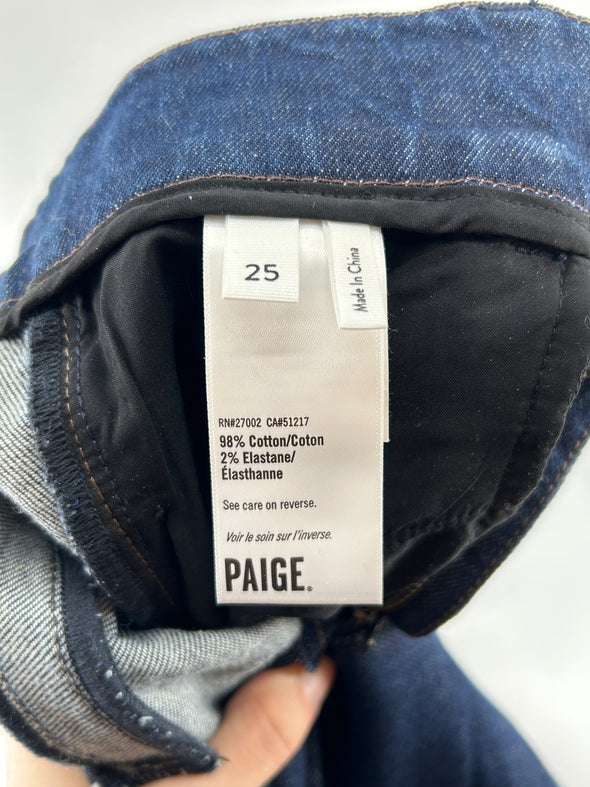 25
Made In China
RN#27002 CA#51217
98% Cotton/Coton
2% Elastane/
Élasthanne
See care on reverse.
Voir le soin sur l'inverse.
PAIGE®